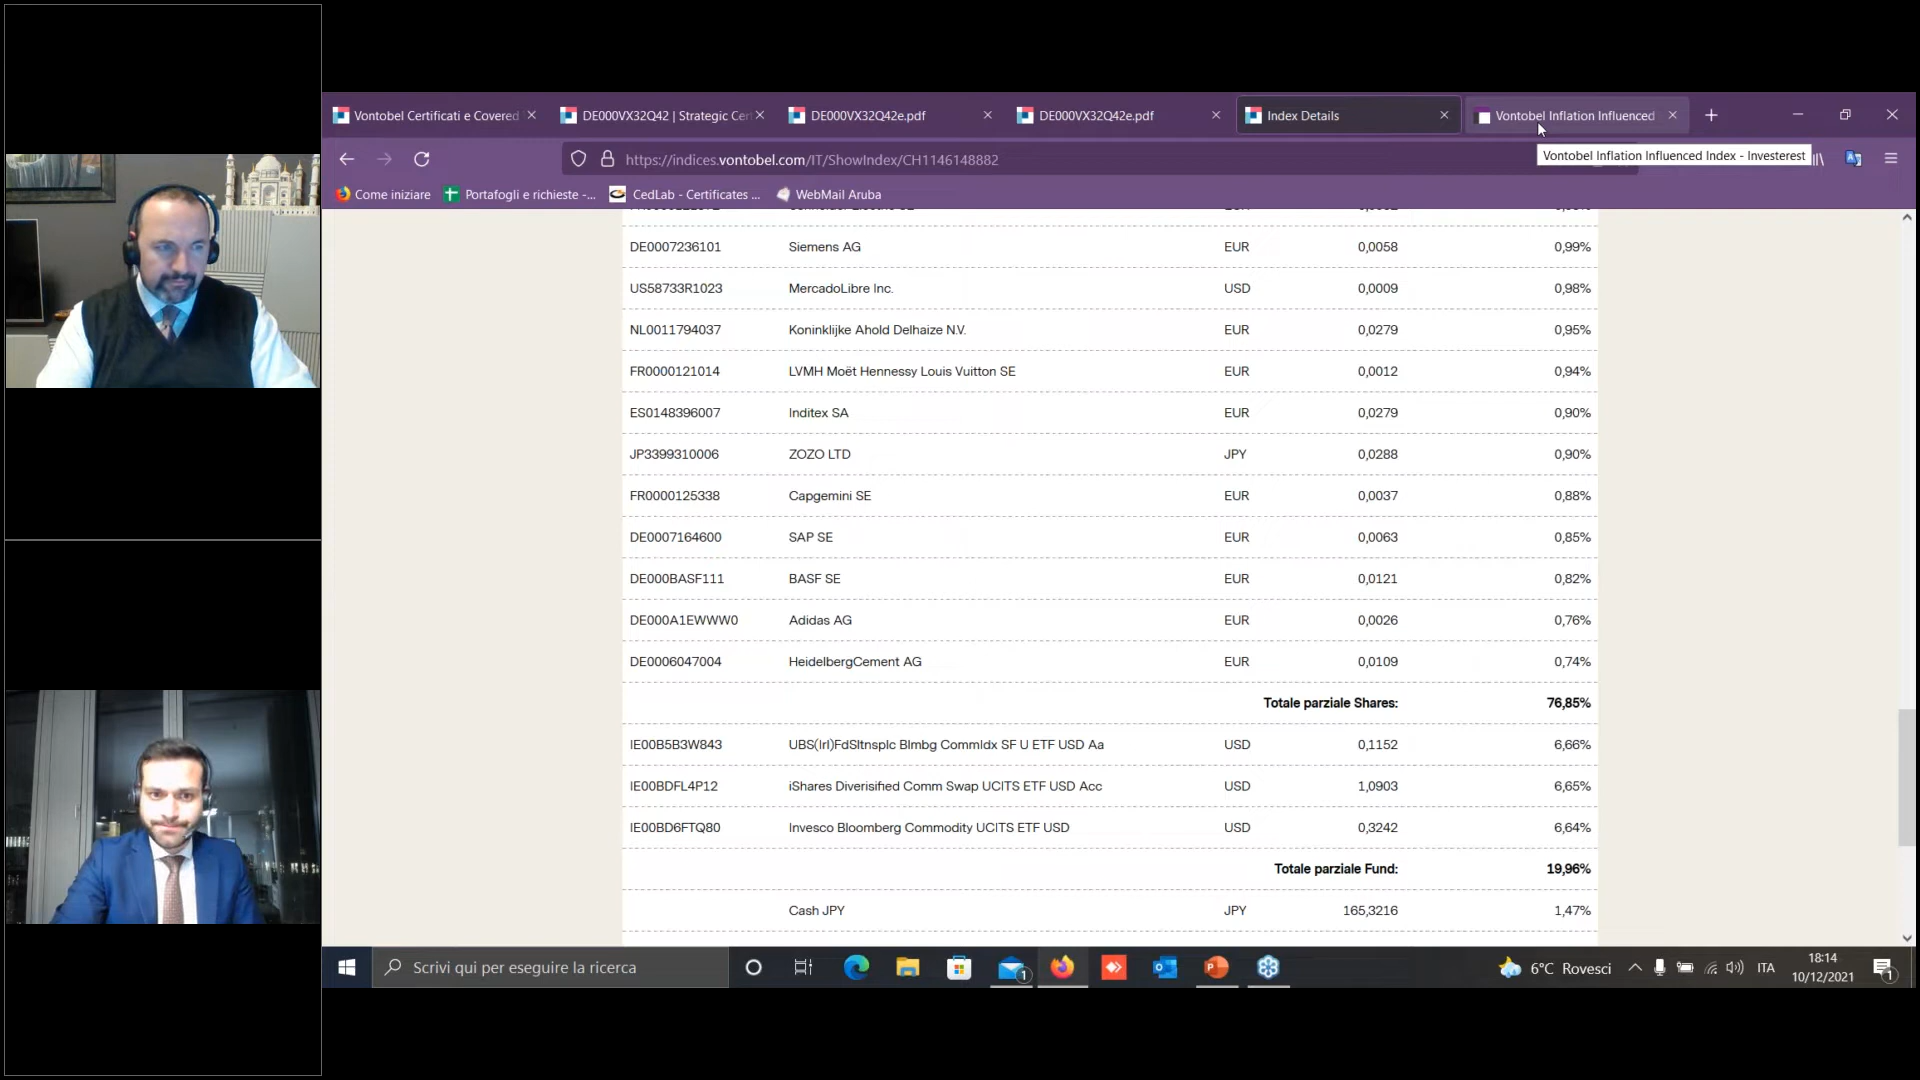 Vontobel Certificati e Covered
DE000VX32Q42 | Strategic Cer
DE000VX32Q42e.pdf
DE000VX32Q42e.pdf
Index Details
Vontobel Inflation Influenced
https://indices.vontobel.com/IT/ShowIndex/CH1146148882
Vontobel Inflation Influenced Index - Investerest
Come iniziare
Portafogli e richieste -...
CedLab - Certificates ...
WebMail Aruba
DE0007236101 Siemens AG EUR 0,0058 0,99%
US58733R1023 MercadoLibre Inc. USD 0,0009 0,98%
NL0011794037 Koninklijke Ahold Delhaize N.V. EUR 0,0279 0,95%
FR0000121014 LVMH Moët Hennessy Louis Vuitton SE EUR 0,0012 0,94%
ES0148396007 Inditex SA EUR 0,0279 0,90%
JP3399310006 ZOZO LTD JPY 0,0288 0,90%
FR0000125338 Capgemini SE EUR 0,0037 0,88%
DE0007164600 SAP SE EUR 0,0063 0,85%
DE000BASF111 BASF SE EUR 0,0121 0,82%
DE000A1EWWW0 Adidas AG EUR 0,0026 0,76%
DE0006047004 HeidelbergCement AG EUR 0,0109 0,74%
Totale parziale Shares: 76,85%
IE00B5B3W843 UBS(Irl)FdSltnsplc Blmbg CommIdx SF U ETF USD Aa USD 0,1152 6,66%
IE00BDFL4P12 iShares Diverisified Comm Swap UCITS ETF USD Acc USD 1,0903 6,65%
IE00BD6FTQ80 Invesco Bloomberg Commodity UCITS ETF USD USD 0,3242 6,64%
Totale parziale Fund: 19,96%
Cash JPY JPY 165,3216 1,47%
Scrivi qui per eseguire la ricerca
1
6°C Rovesci
ITA
18:14
10/12/2021
1